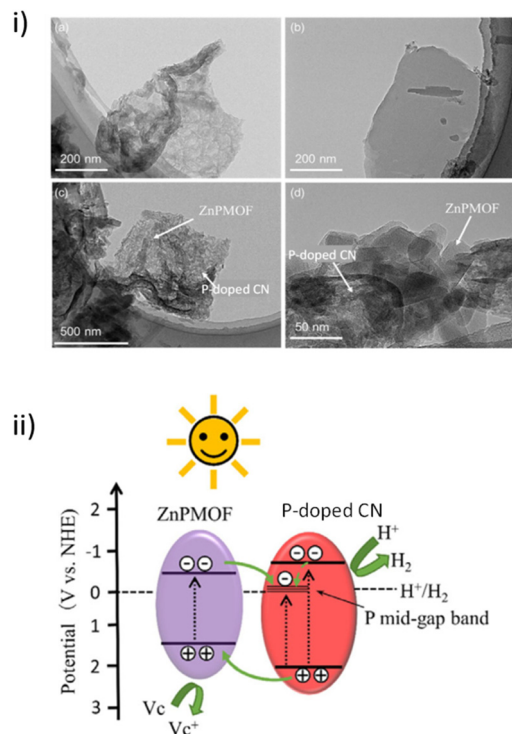 i)
(a)
200 nm
(b)
200 nm
(c)
ZnPMOF
P-doped CN
500 nm
(d)
ZnPMOF
P-doped CN
50 nm
ii)
ZnPMOF
P-doped CN
Potential (V vs. NHE)
2
-1
0
1
2
3
H⁺
H₂
H⁺/H₂
P mid-gap band
Vc
Vc⁺